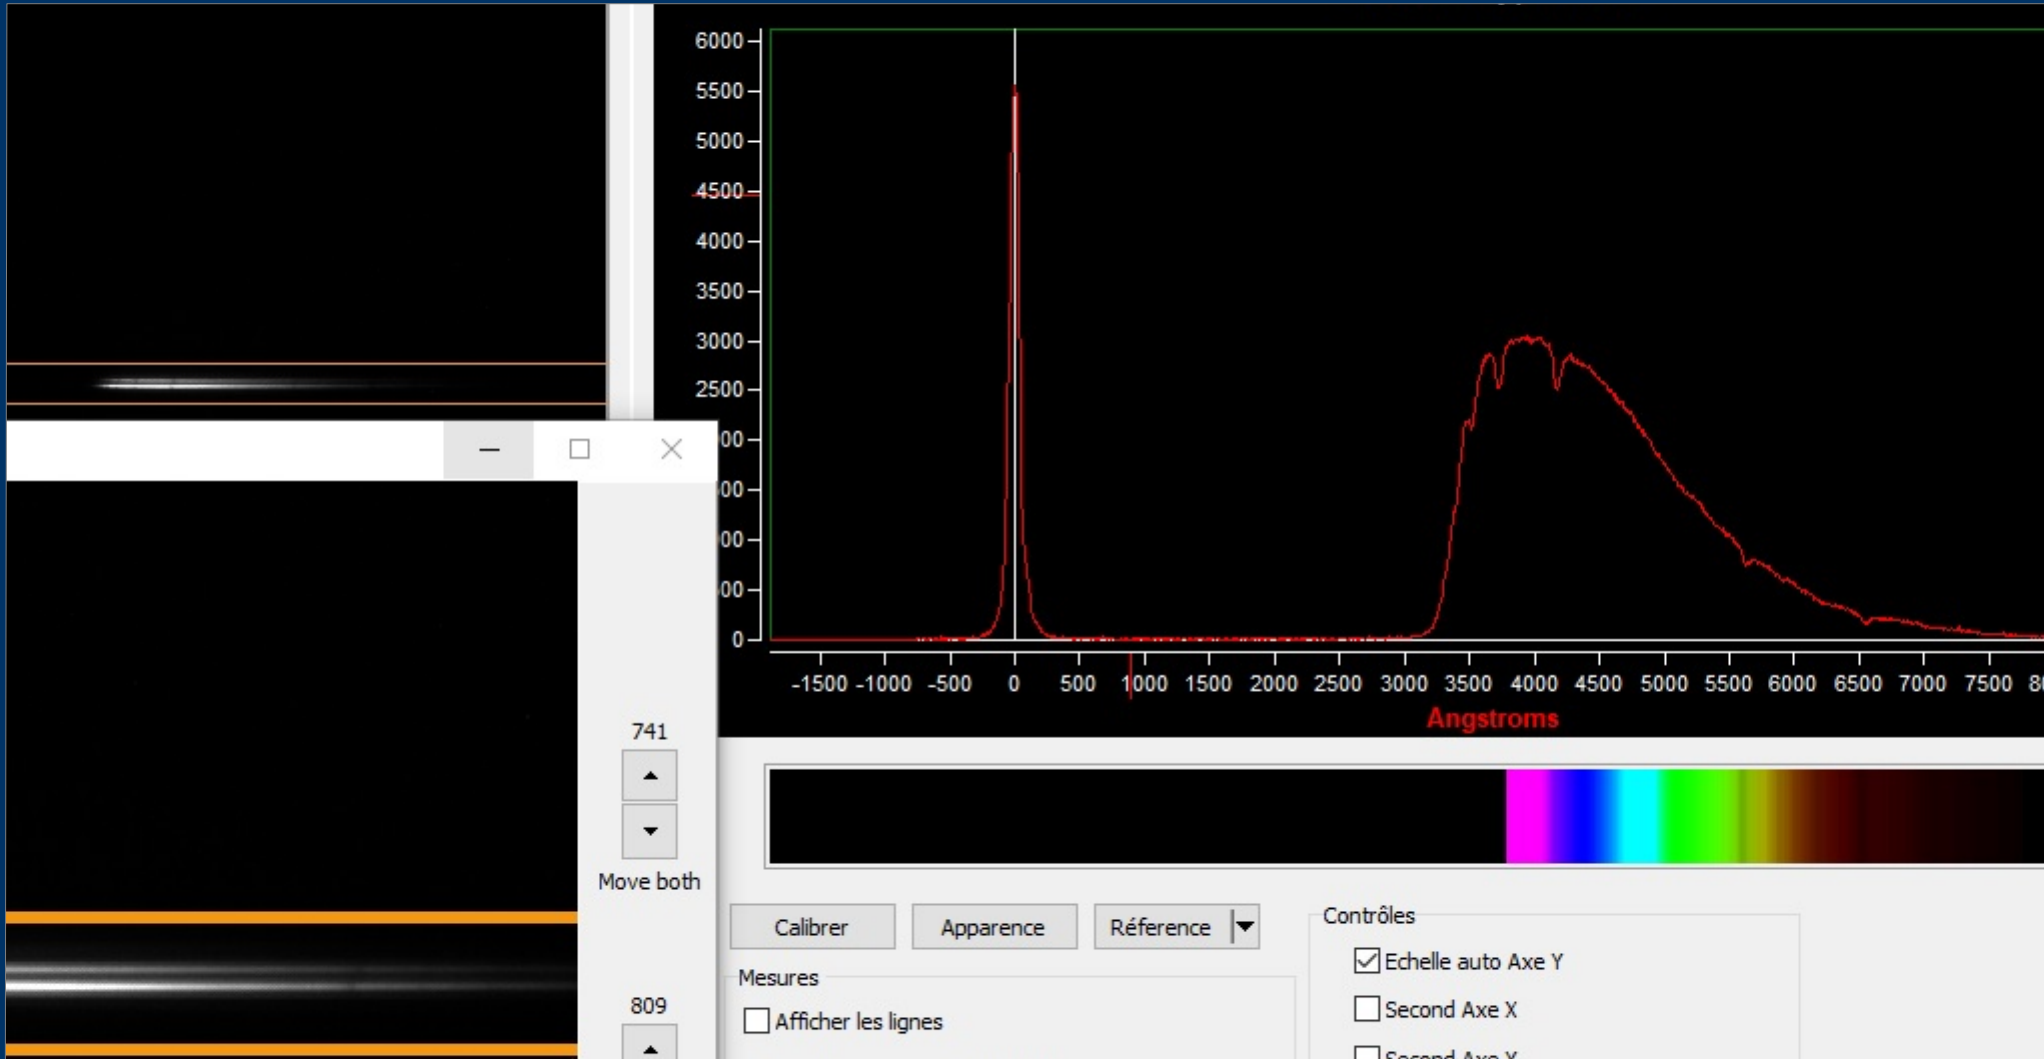 6000
5500
5000
4500
4000
3500
3000
2500
0
-1500 -1000 -500 0 500 1000 1500 2000 2500 3000 3500 4000 4500 5000 5500 6000 6500 7000 7500
Angstroms
741
Move both
809
Calibrer
Apparence
Réference
Mesures
Afficher les lignes
Contrôles
Echelle auto Axe Y
Second Axe X